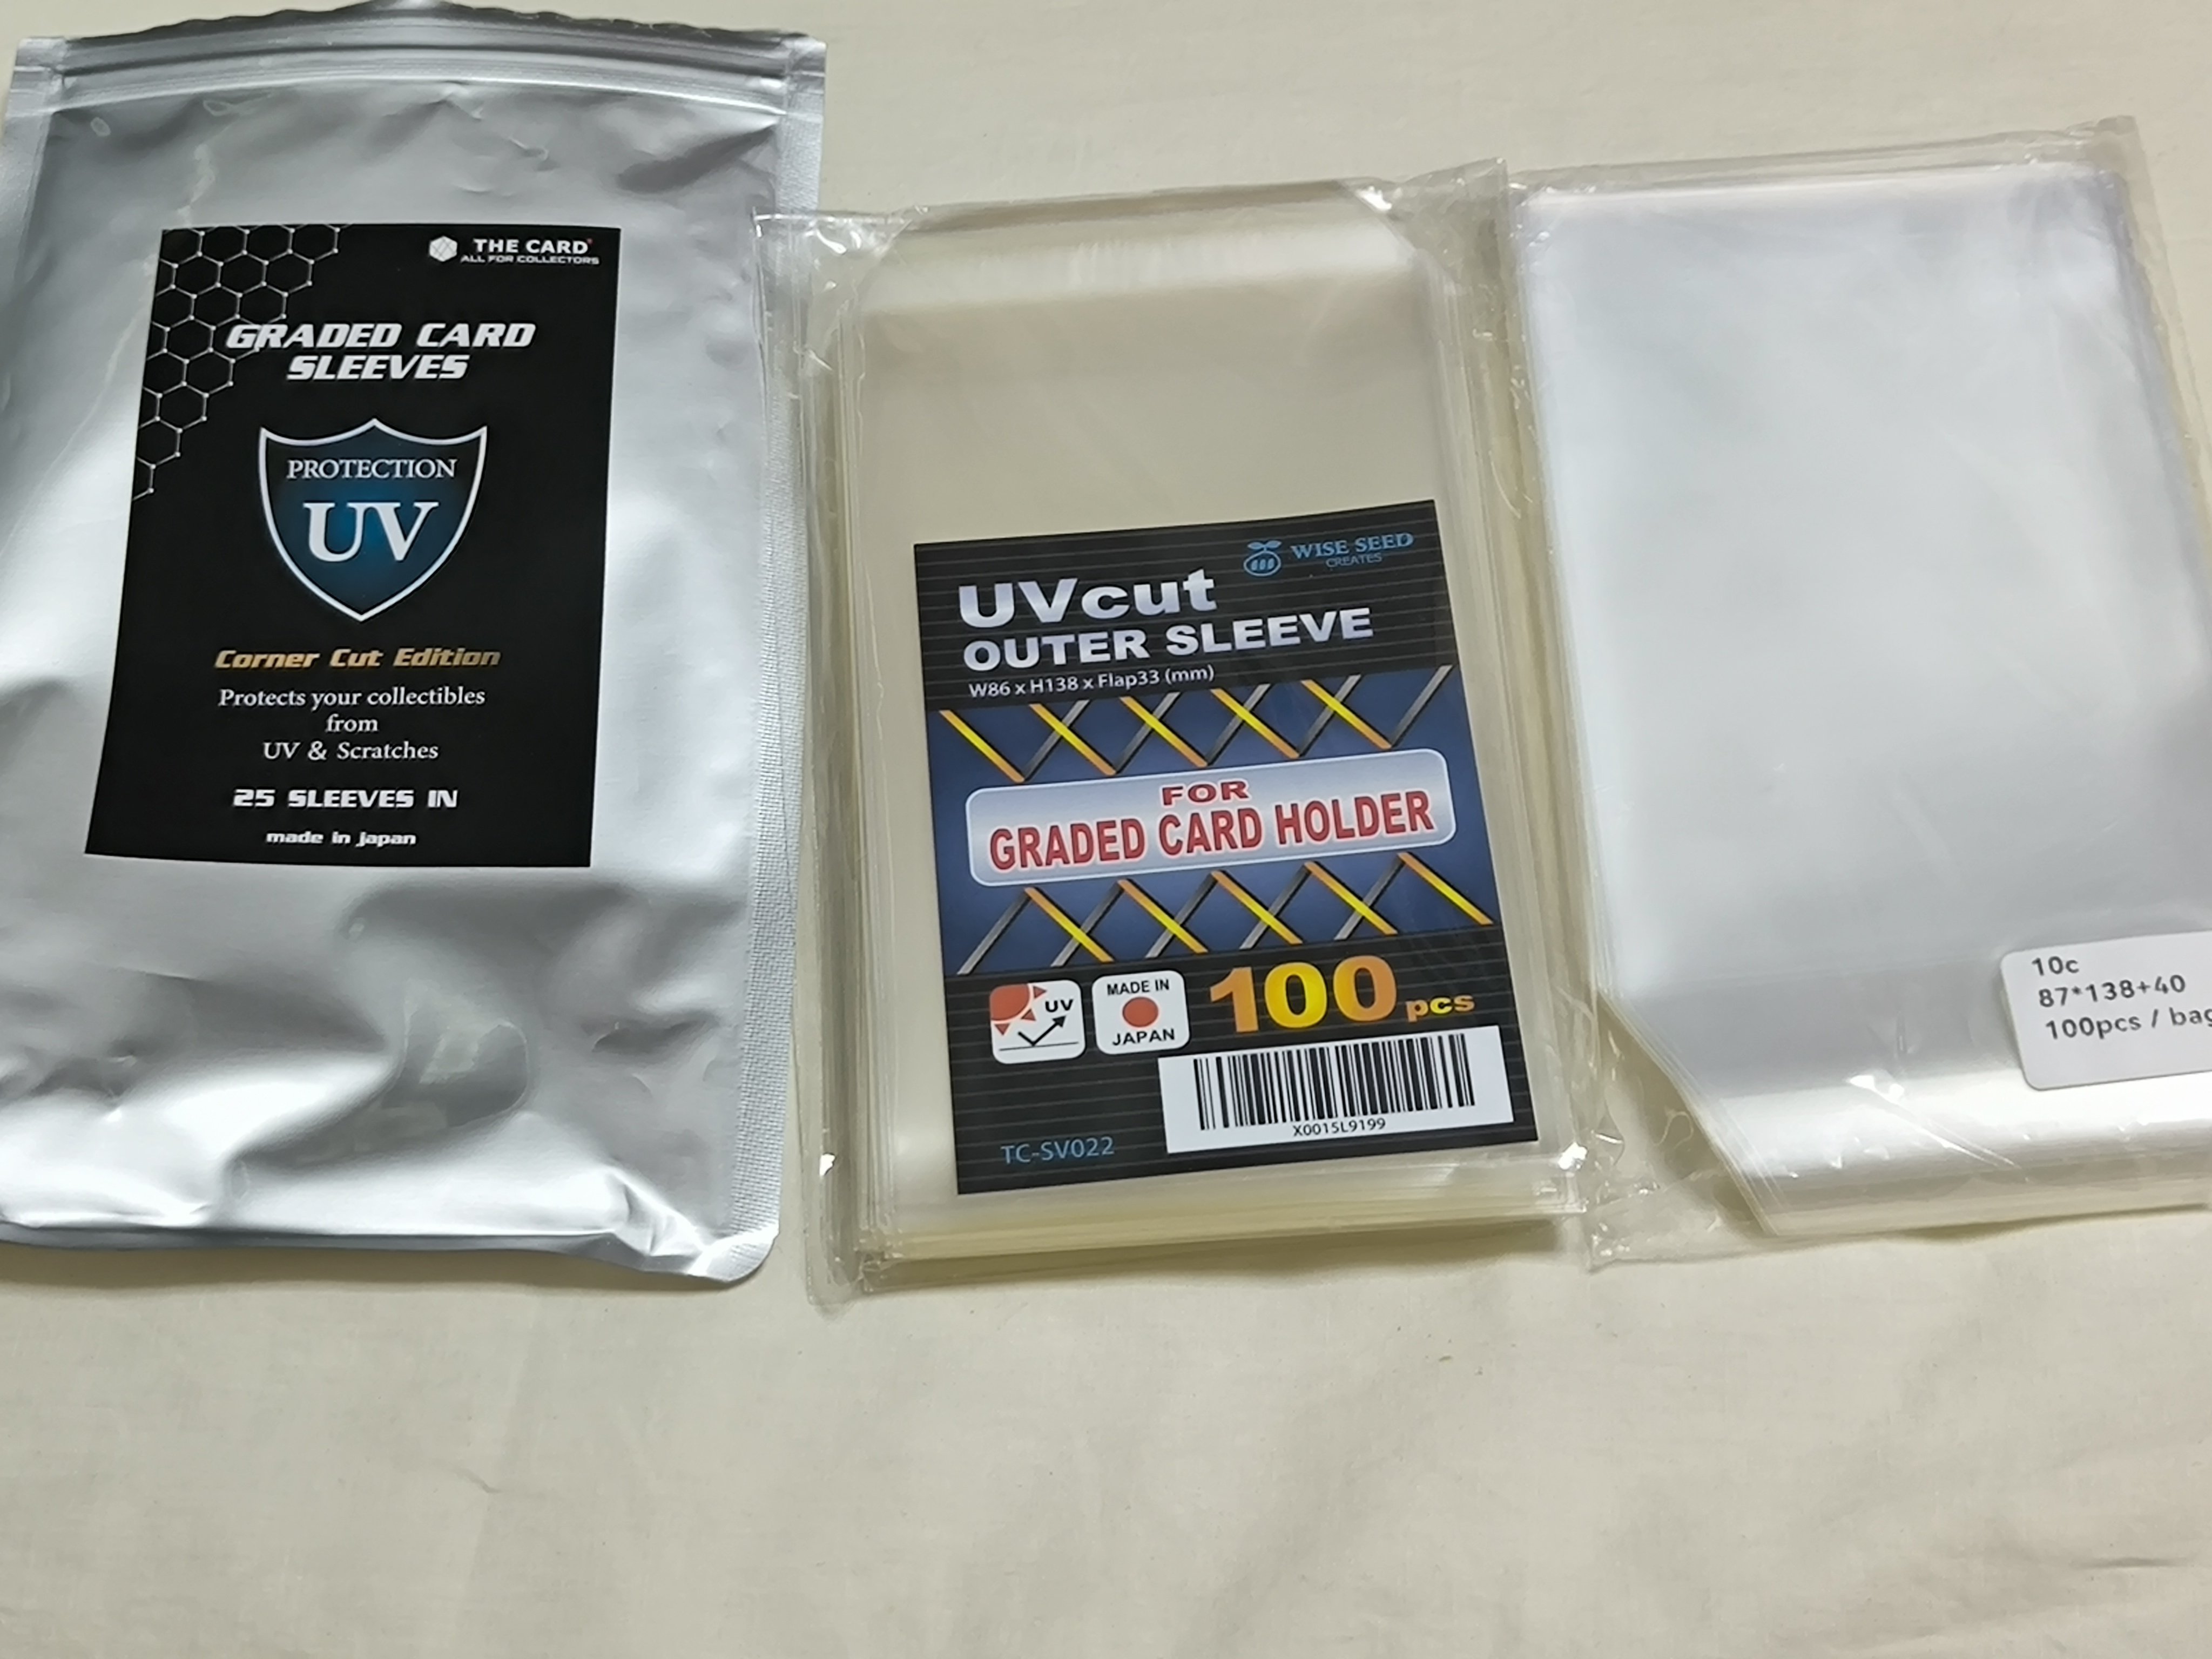 THE CARD
ALL FOR COLLECTORS
GRADED CARD
SLEEVES
PROTECTION
UV
Corner Cut Edition
Protects your collectibles
from
UV & Scratches
25 SLEEVES IN
made in japan
WISE SEED
CREATES
UVcut
OUTER SLEEVE
W86 x H138 x Flap33 (mm)
FOR
GRADED CARD HOLDER
UV
MADE IN
JAPAN
100 pcs
X0015L9199
TC-SV022
10c
87*138+40
100pcs / bag